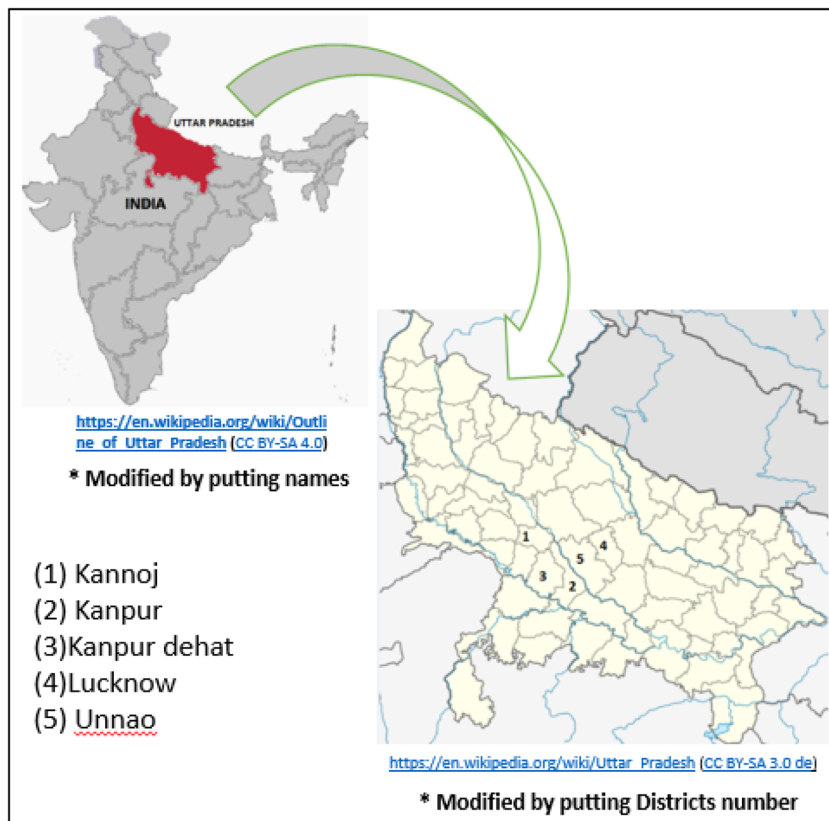 UTTAR PRADESH
INDIA
https://en.wikipedia.org/wiki/Outli
ne_of_Uttar_Pradesh (CC BY-SA 4.0)
* Modified by putting names
(1) Kannoj
(2) Kanpur
(3)Kanpur dehat
(4)Lucknow
(5) Unnao
1
4
5
3
2
https://en.wikipedia.org/wiki/Uttar_Pradesh (CC BY-SA 3.0 de)
* Modified by putting Districts number